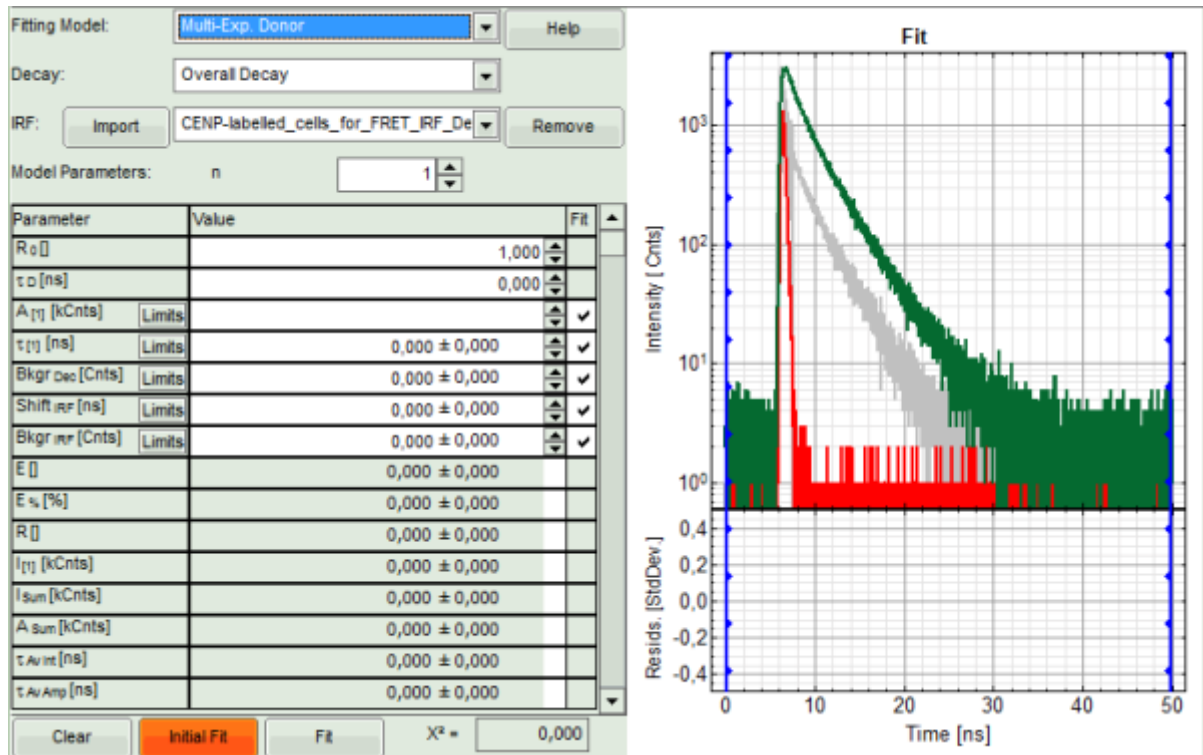 Fitting Model: Multi-Exp. Donor Help
Decay: Overall Decay
IRF: Import CENP-labelled_cells_for_FRET_IRF_De Remove
Model Parameters: n 1
Parameter Value Fit
R 0 [] 1,000
τ D [ns] 0,000
A [1] [kCnts] Limits
τ [1] [ns] Limits 0,000 ± 0,000
Bkgr Dec [Cnts] Limits 0,000 ± 0,000
Shift IRF [ns] Limits 0,000 ± 0,000
Bkgr IRF [Cnts] Limits 0,000 ± 0,000
E [] 0,000 ± 0,000
E % [%] 0,000 ± 0,000
R [] 0,000 ± 0,000
I [1] [kCnts] 0,000 ± 0,000
I Sum [kCnts] 0,000 ± 0,000
A Sum [kCnts] 0,000 ± 0,000
τ Av Int [ns] 0,000 ± 0,000
τ Av Amp [ns] 0,000 ± 0,000
Clear Initial Fit Fit X² = 0,000
Fit
Intensity [ Cnts]
10³
10²
10¹
10⁰
Resids. [StdDev.]
0,4
0,2
0,0
-0,2
-0,4
0 10 20 30 40 50
Time [ns]